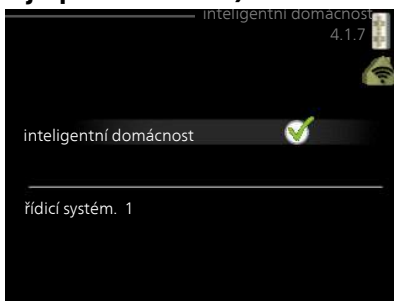 inteligentní domácnost
4.1.7
inteligentní domácnost
řídicí systém. 1